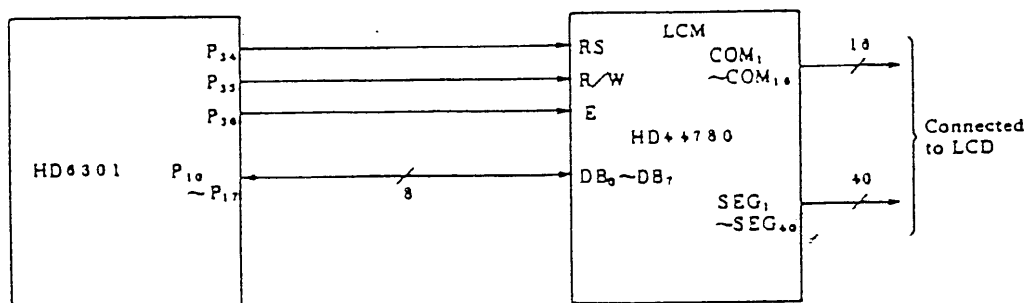 HD6301
P₃₄
P₃₅
P₃₆
P₁₀
~P₁₇
8
LCM
RS
R/W
E
HD44780
DB₀~DB₇
COM₁
~COM₁₆
SEG₁
~SEG₄₀
16
40
Connected
to LCD